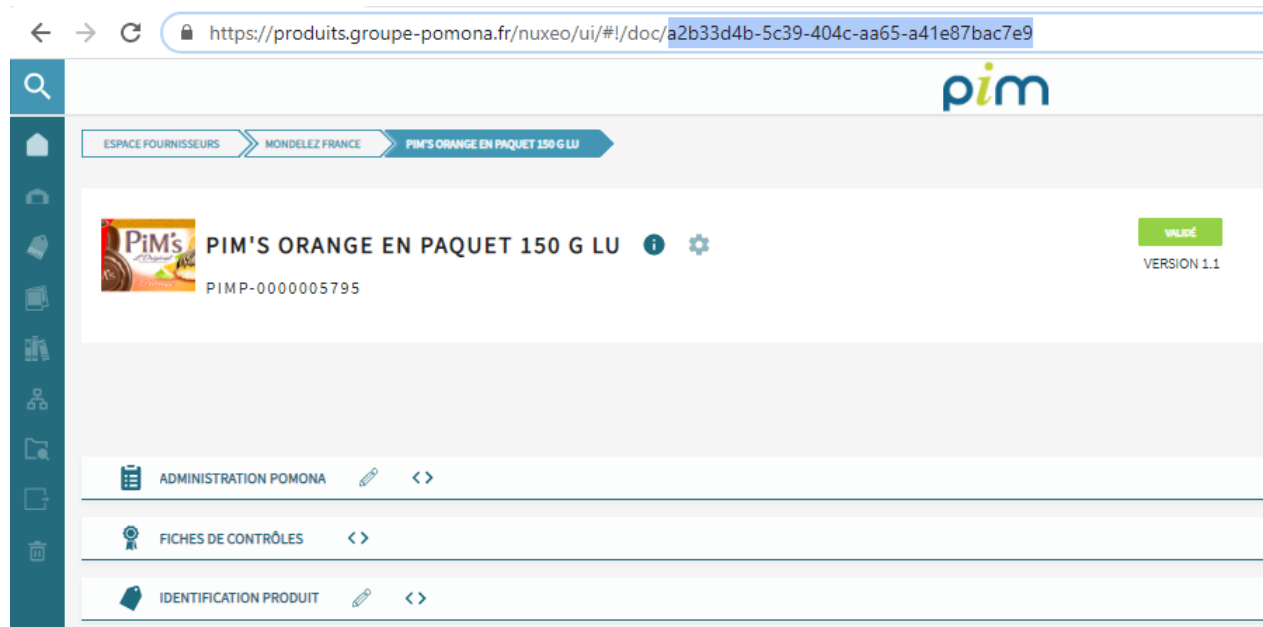 https://produits.groupe-pomona.fr/nuxeo/ui/#!/doc/a2b33d4b-5c39-404c-aa65-a41e87bac7e9
pim
ESPACE FOURNISSEURS MONDELEZ FRANCE PIM'S ORANGE EN PAQUET 150 G LU
PiM's
L'Original
PIM'S ORANGE EN PAQUET 150 G LU
VALIDÉ
PIMP-0000005795
VERSION 1.1
ADMINISTRATION POMONA
FICHES DE CONTRÔLES
IDENTIFICATION PRODUIT